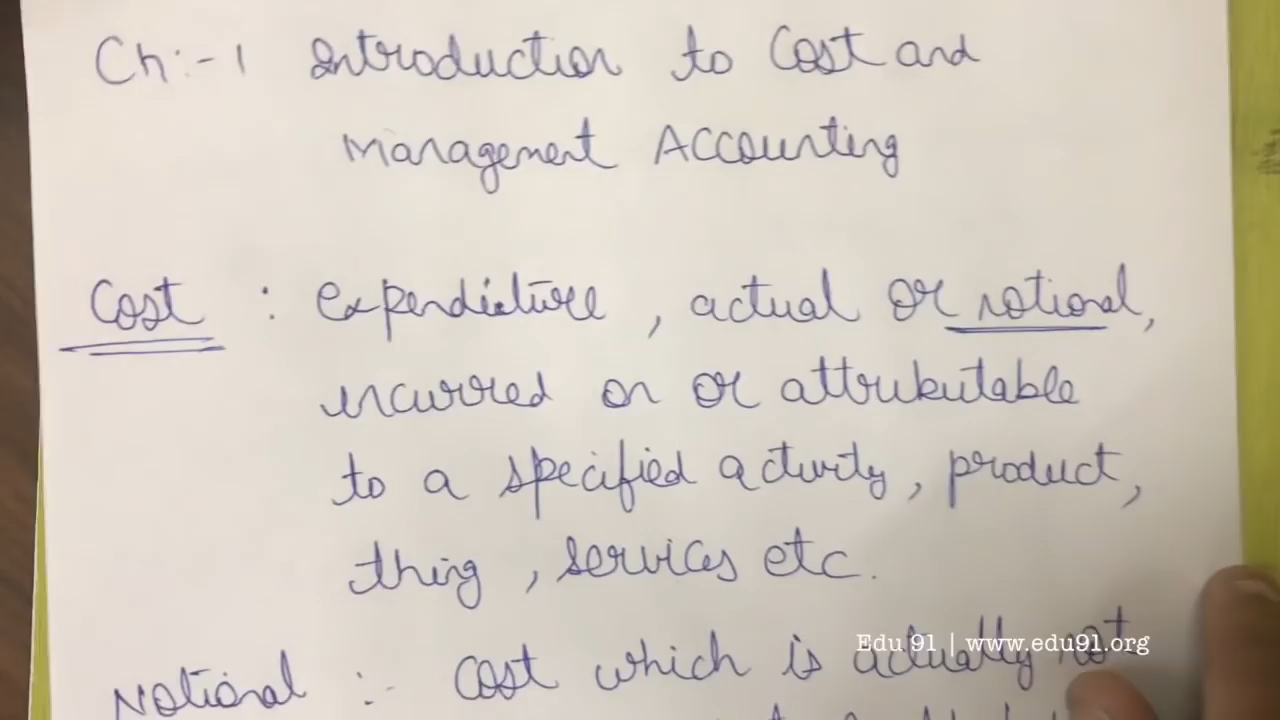 Ch:-1 Introduction to Cost and
Management Accounting
Cost : Expenditure, actual or notional,
incurred on or attributable
to a specified activity, product,
thing, services etc.
Edu 91 | www.edu91.org
Notional :- Cost which is actually not